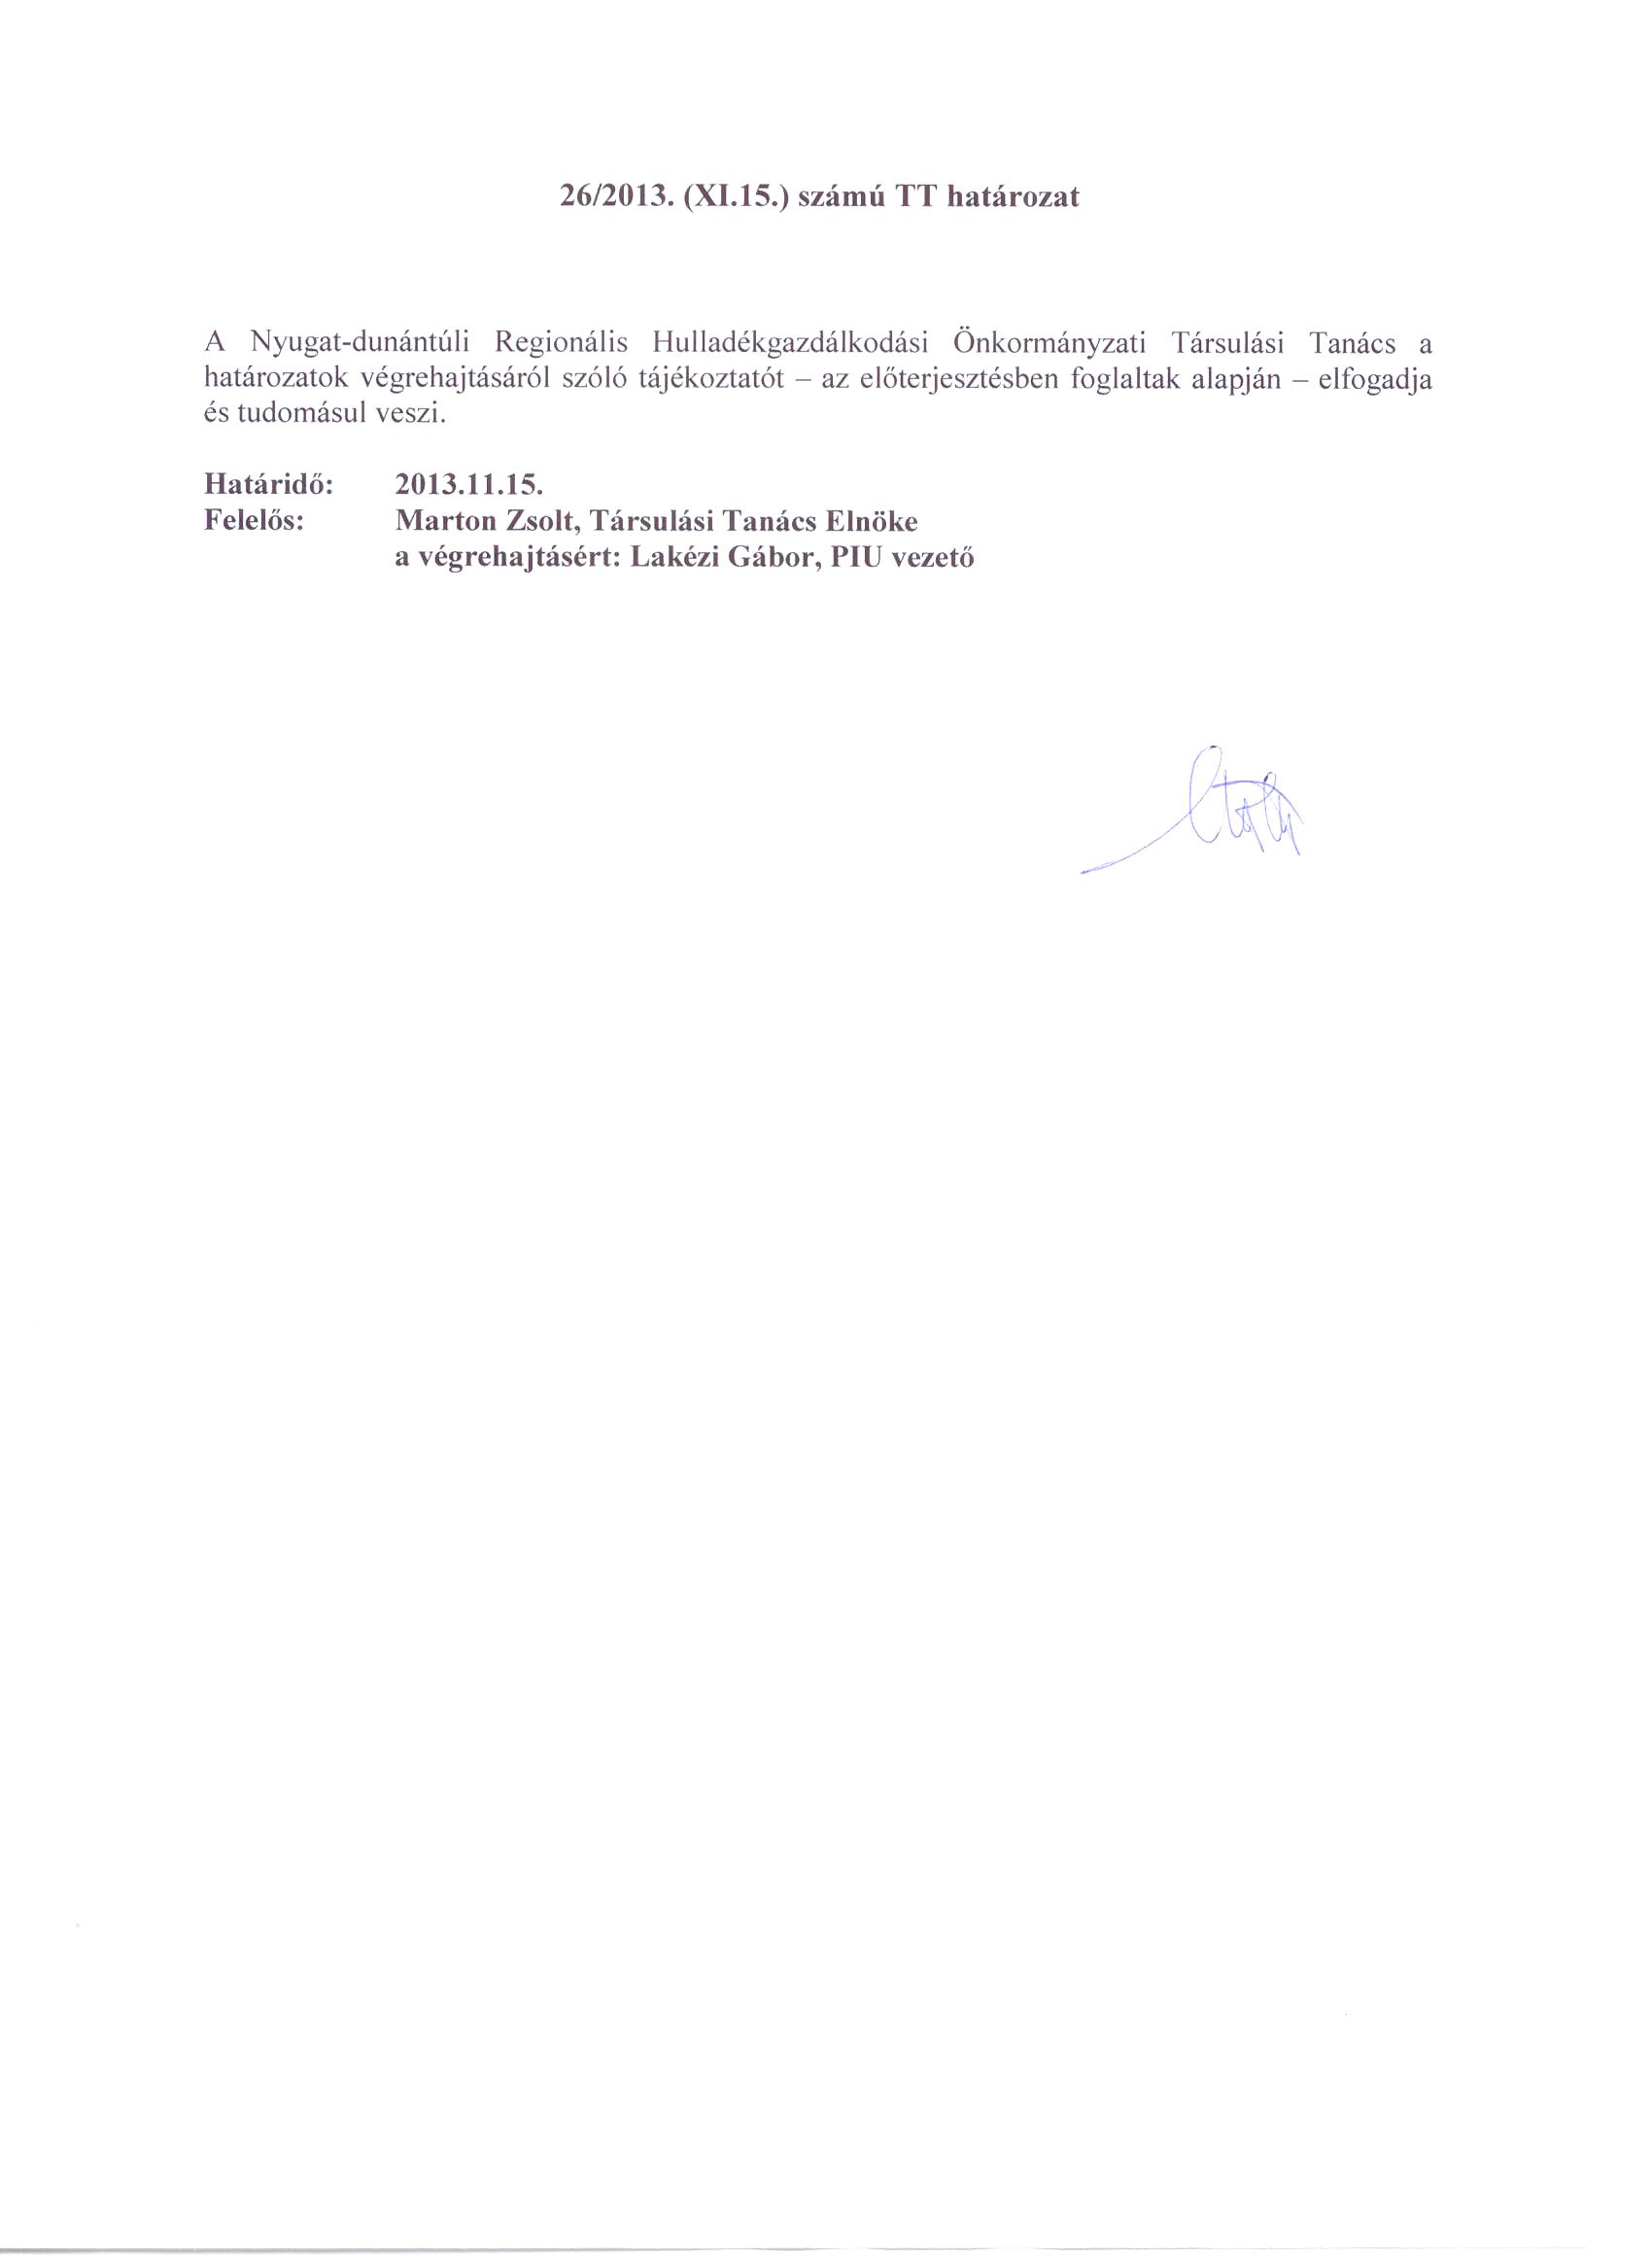 26/2013. (XI.15.) számú TT határozat
A Nyugat-dunántúli Regionális Hulladékgazdálkodási Önkormányzati Társulási Tanács a
határozatok végrehajtásáról szóló tájékoztatót – az előterjesztésben foglaltak alapján – elfogadja
és tudomásul veszi.
Határidő: 2013.11.15.
Felelős: Marton Zsolt, Társulási Tanács Elnöke
a végrehajtásért: Lakézi Gábor, PIU vezető